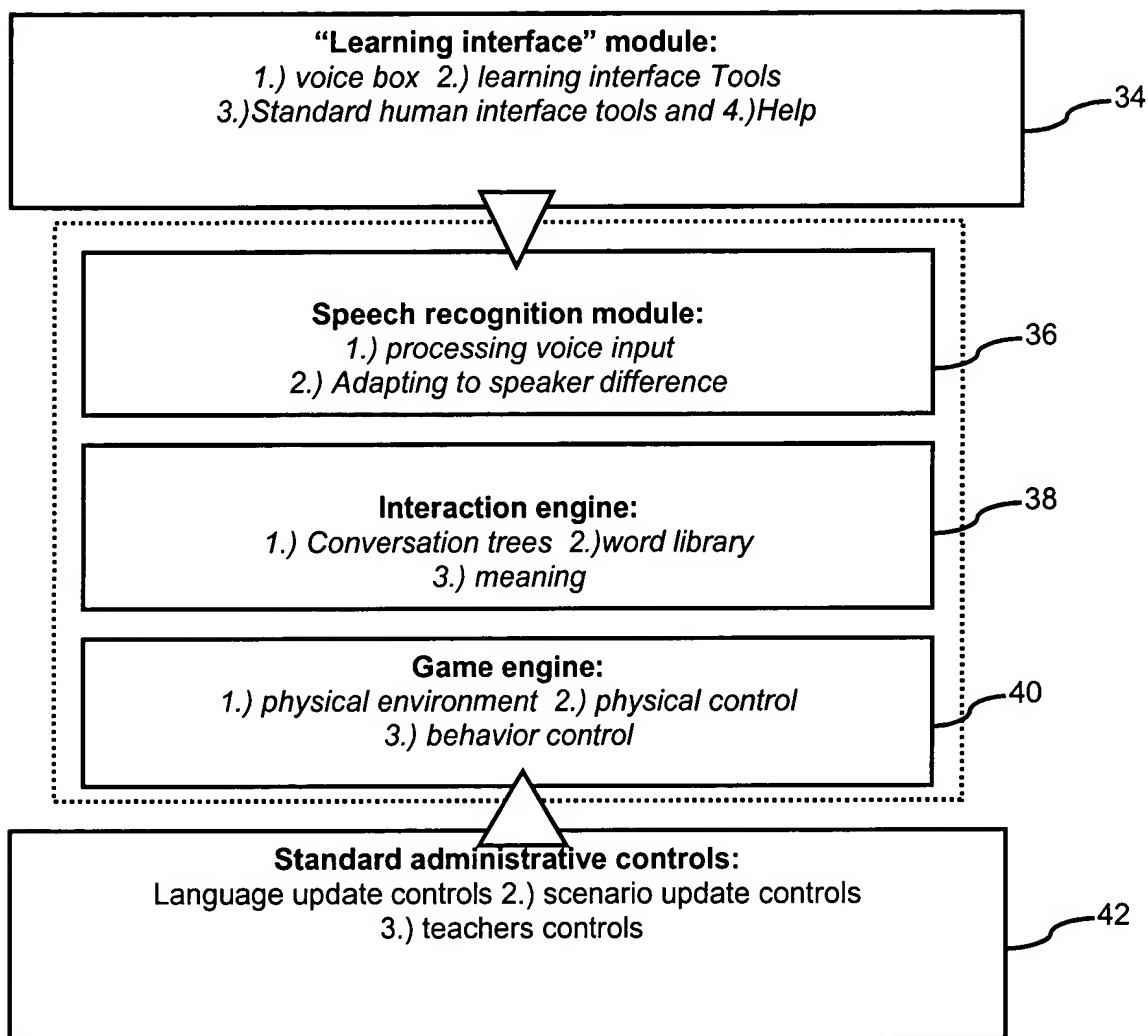 “Learning interface” module:
1.) voice box 2.) learning interface Tools
3.)Standard human interface tools and 4.)Help
34
Speech recognition module:
1.) processing voice input
2.) Adapting to speaker difference
36
Interaction engine:
1.) Conversation trees 2.)word library
3.) meaning
38
Game engine:
1.) physical environment 2.) physical control
3.) behavior control
40
Standard administrative controls:
Language update controls 2.) scenario update controls
3.) teachers controls
42